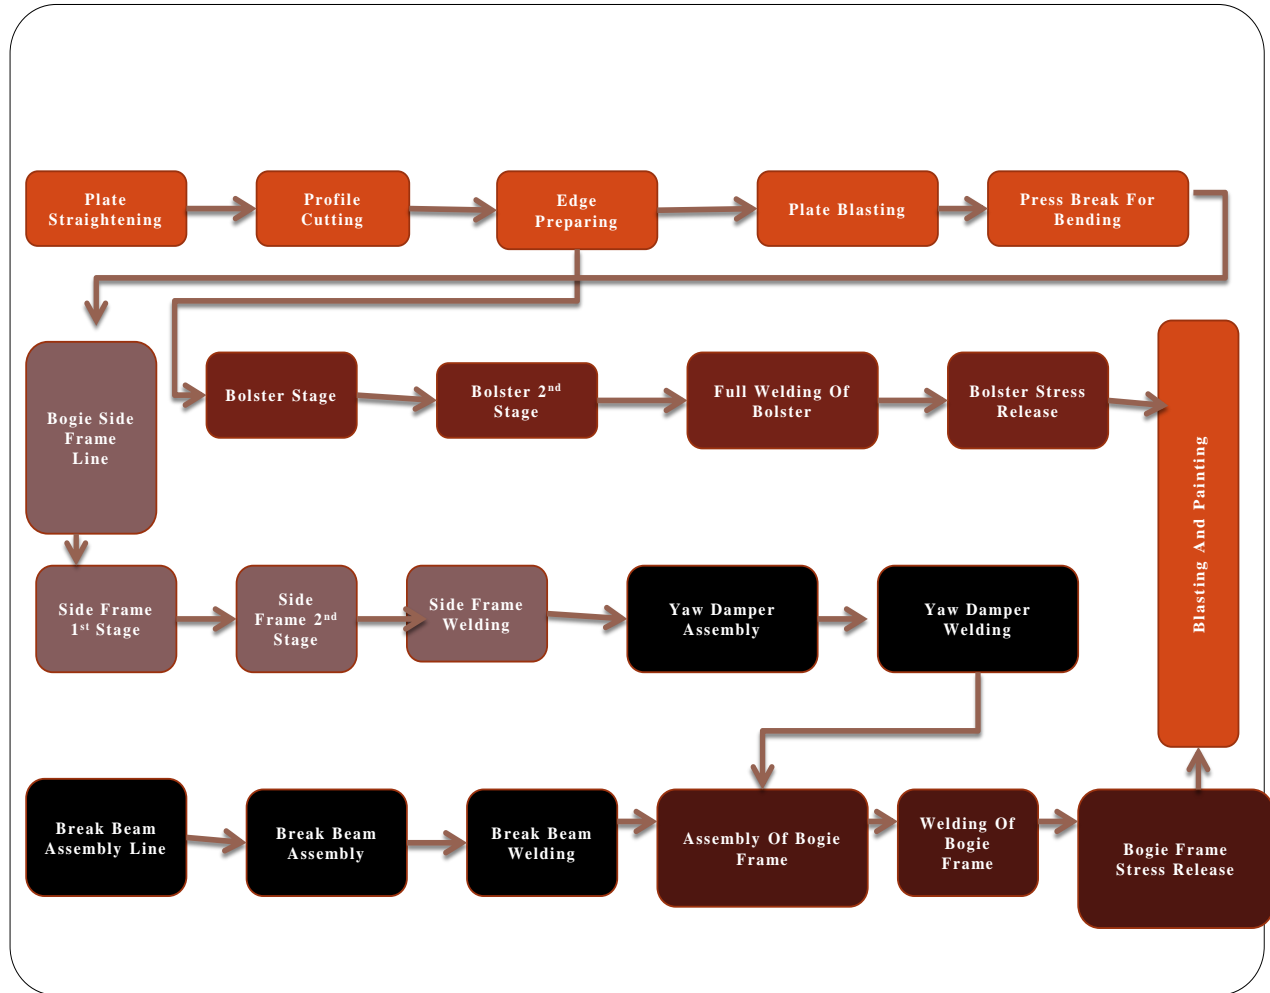 Plate
Straightening
Profile
Cutting
Edge
Preparing
Plate Blasting
Press Break For
Bending
Bogie Side
Frame
Line
Bolster Stage
Bolster 2nd
Stage
Full Welding Of
Bolster
Bolster Stress
Release
Blasting And Painting
Side Frame
1st Stage
Side
Frame 2nd
Stage
Side Frame
Welding
Yaw Damper
Assembly
Yaw Damper
Welding
Break Beam
Assembly Line
Break Beam
Assembly
Break Beam
Welding
Assembly Of Bogie
Frame
Welding Of
Bogie
Frame
Bogie Frame
Stress Release